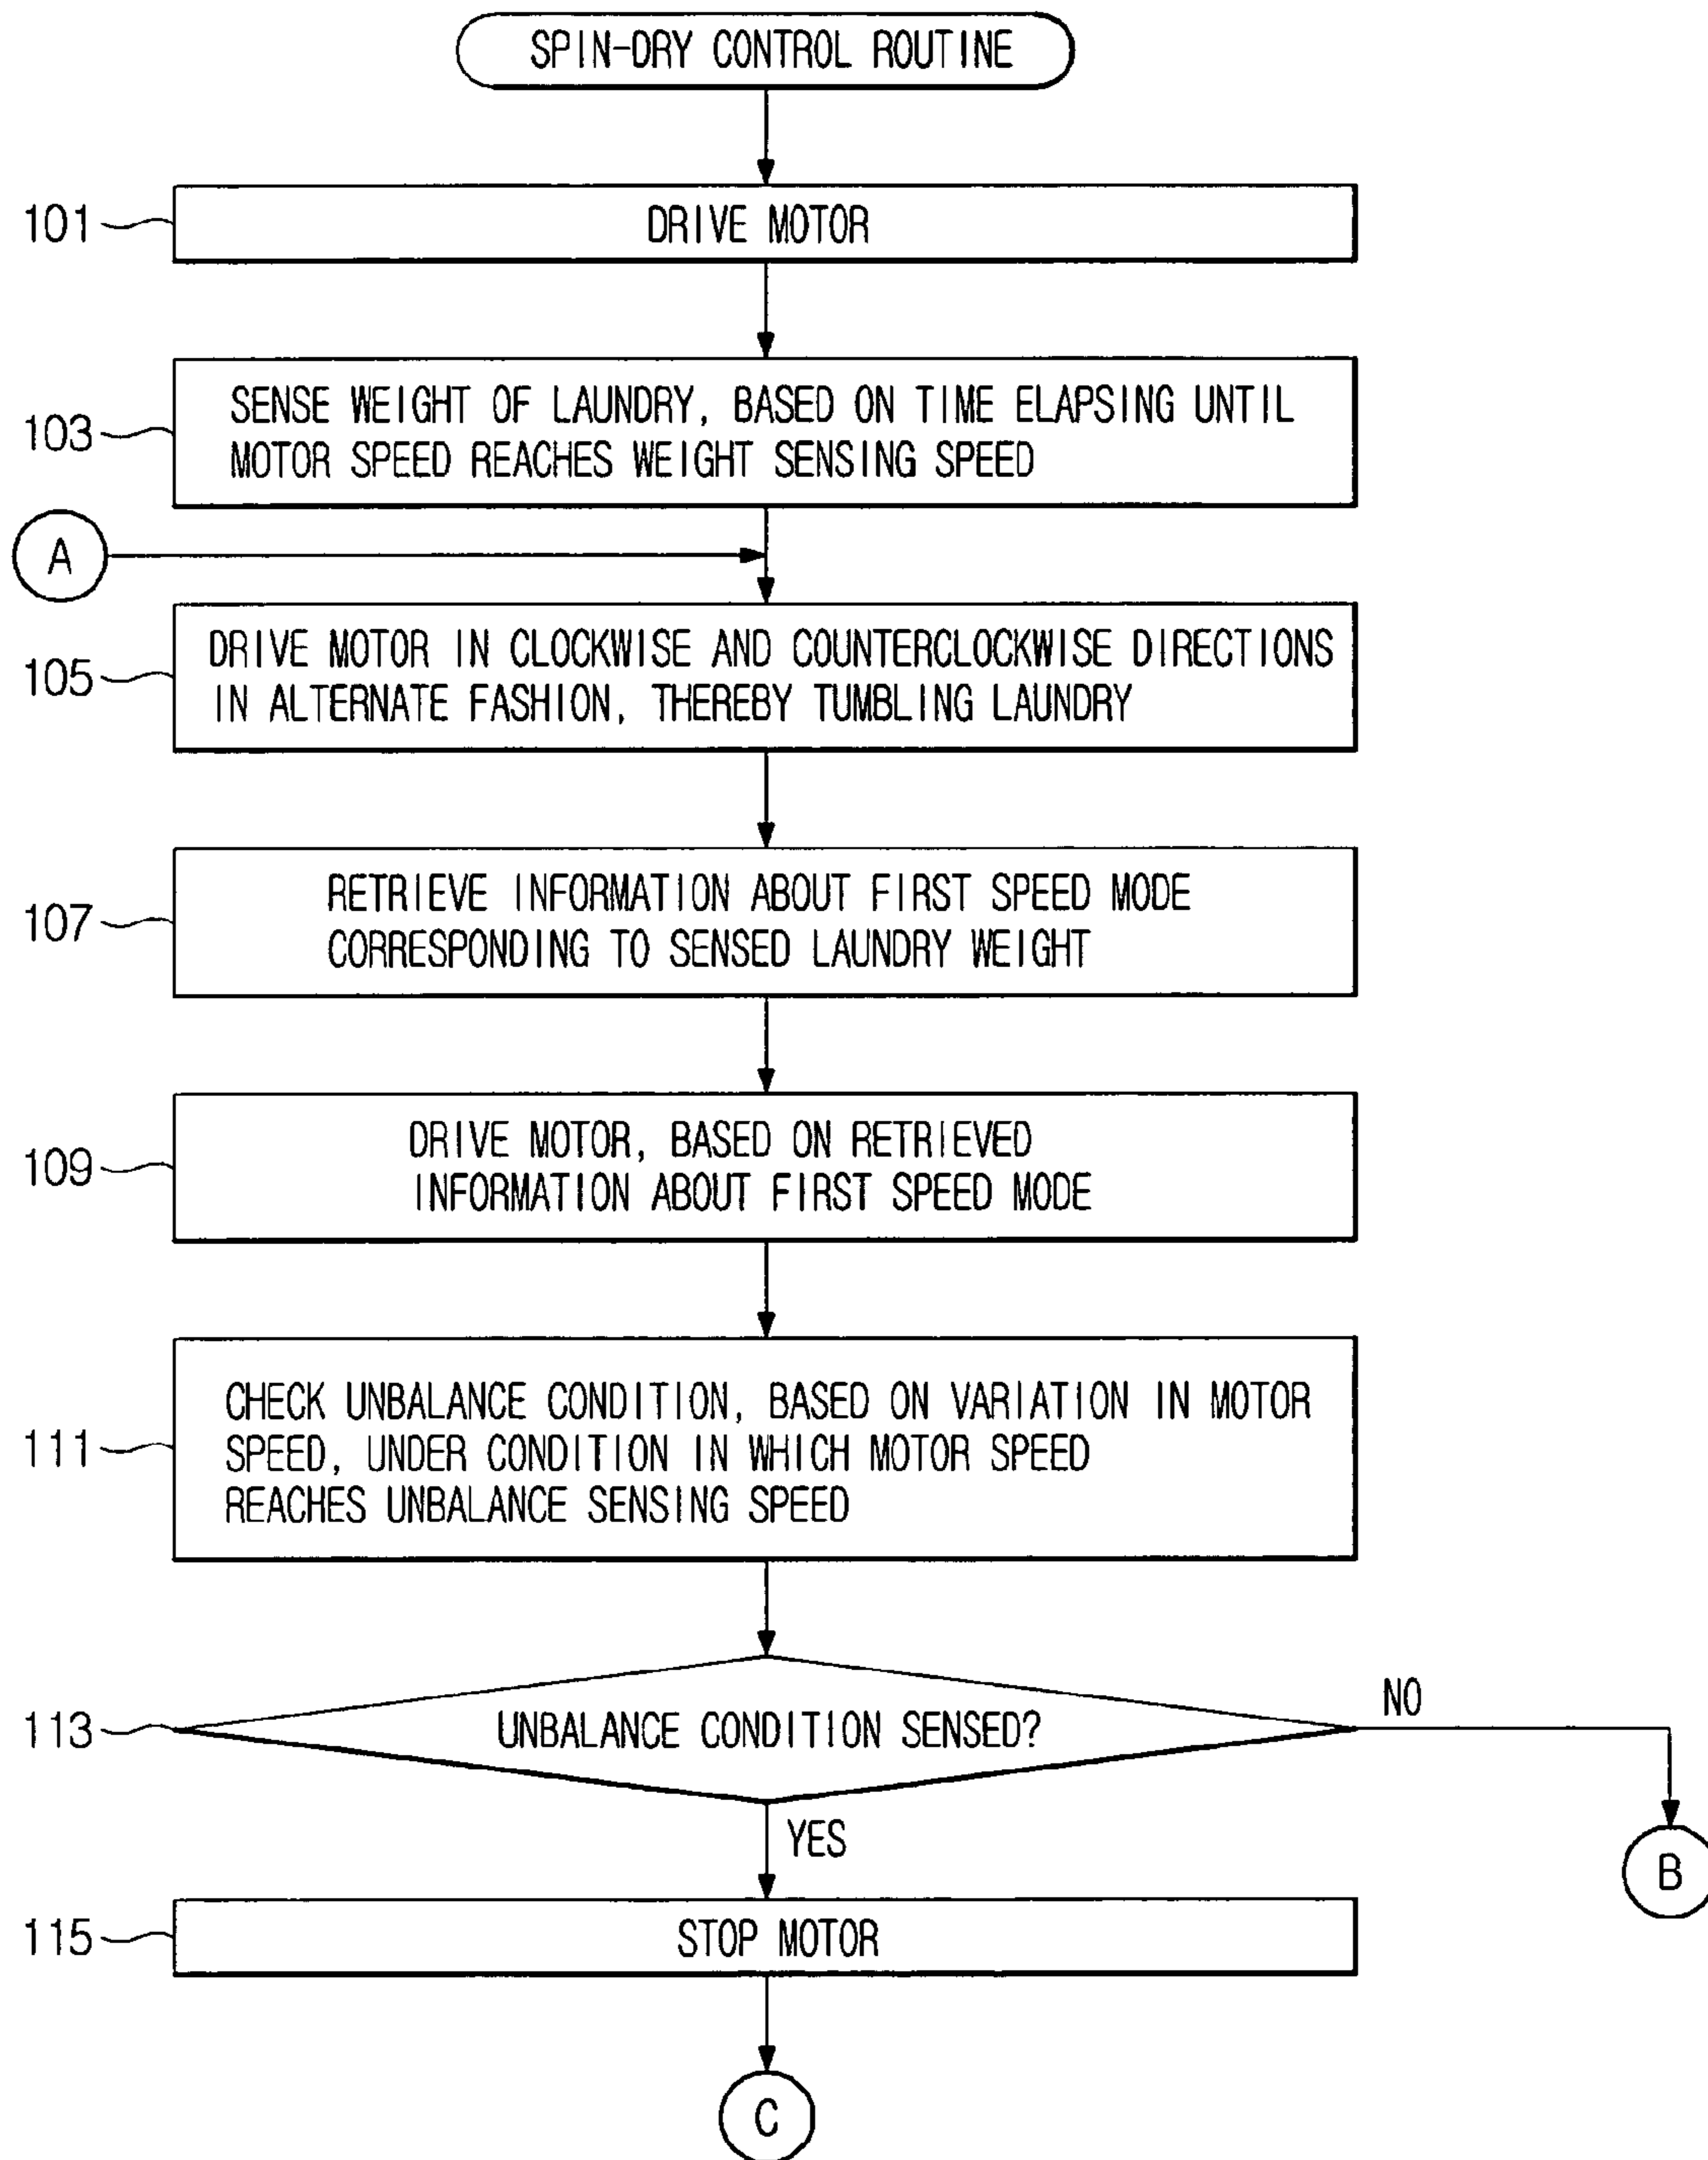 SPIN-DRY CONTROL ROUTINE
101
DRIVE MOTOR
103
SENSE WEIGHT OF LAUNDRY, BASED ON TIME ELAPSING UNTIL
MOTOR SPEED REACHES WEIGHT SENSING SPEED
A
105
DRIVE MOTOR IN CLOCKWISE AND COUNTERCLOCKWISE DIRECTIONS
IN ALTERNATE FASHION, THEREBY TUMBLING LAUNDRY
107
RETRIEVE INFORMATION ABOUT FIRST SPEED MODE
CORRESPONDING TO SENSED LAUNDRY WEIGHT
109
DRIVE MOTOR, BASED ON RETRIEVED
INFORMATION ABOUT FIRST SPEED MODE
111
CHECK UNBALANCE CONDITION, BASED ON VARIATION IN MOTOR
SPEED, UNDER CONDITION IN WHICH MOTOR SPEED
REACHES UNBALANCE SENSING SPEED
113
UNBALANCE CONDITION SENSED?
NO
YES
B
115
STOP MOTOR
C